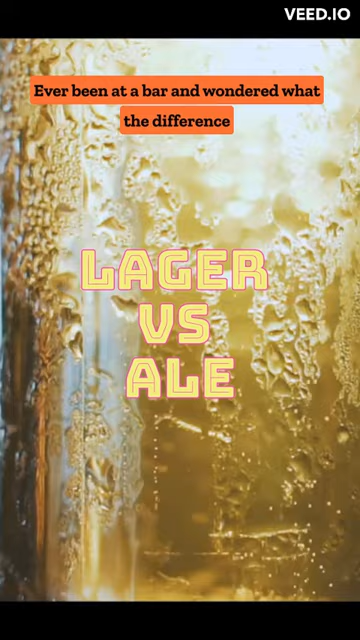 VEED.IO
Ever been at a bar and wondered what
the difference
LAGER
VS
ALE